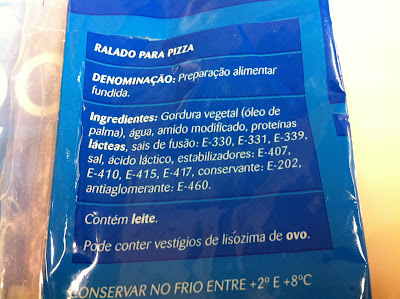 RALADO PARA PIZZA
DENOMINAÇÃO: Preparação alimentar
fundida.
Ingredientes: Gordura vegetal (óleo de
palma), água, amido modificado, proteínas
lácteas, sais de fusão: E-330, E-331, E-339,
sal, ácido láctico, estabilizadores: E-407,
E-410, E-415, E-417, conservante: E-202,
antiaglomerante: E-460.
Contém leite.
Pode conter vestígios de lisozima de ovo.
CONSERVAR NO FRIO ENTRE +2º E +8ºC